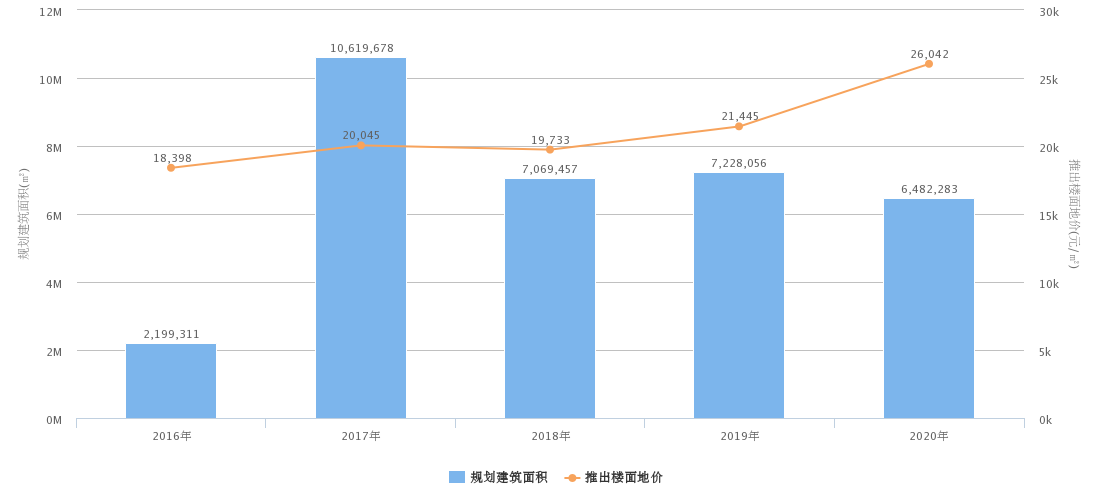 12M
30k
10,619,678
26,042
10M
25k
21,445
20,045
19,733
8M
20k
18,398
7,069,457
7,228,056
6,482,283
规划建筑面积(㎡)
推出楼面地价(元/㎡)
6M
15k
4M
10k
2,199,311
2M
5k
0M
0k
2016年
2017年
2018年
2019年
2020年
规划建筑面积
推出楼面地价